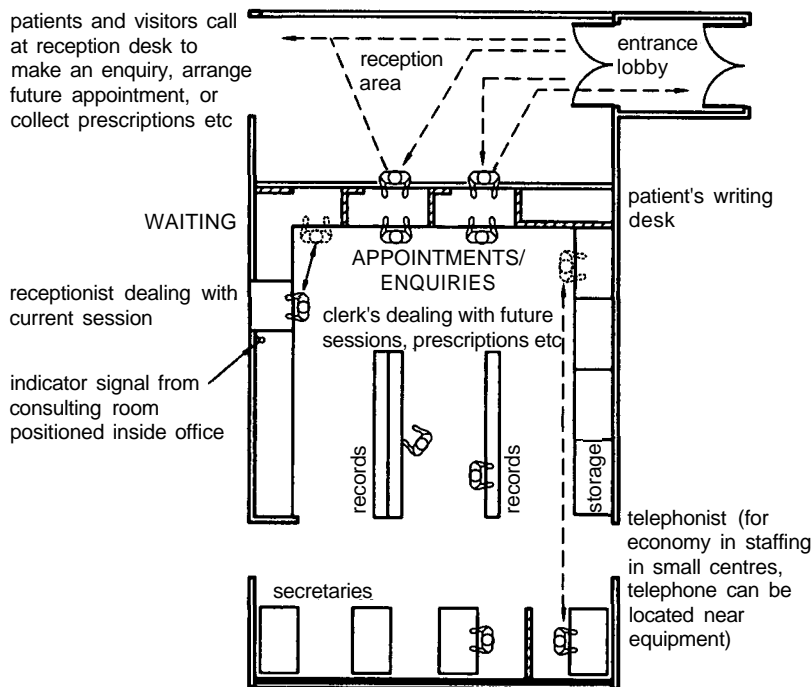 patients and visitors call
at reception desk to
make an enquiry, arrange
future appointment, or
collect prescriptions etc
reception
area
entrance
lobby
WAITING
patient's writing
desk
APPOINTMENTS/
ENQUIRIES
receptionist dealing with
current session
clerk's dealing with future
sessions, prescriptions etc
indicator signal from
consulting room
positioned inside office
records
records
storage
telephonist (for
economy in staffing
in small centres,
telephone can be
located near
equipment)
secretaries